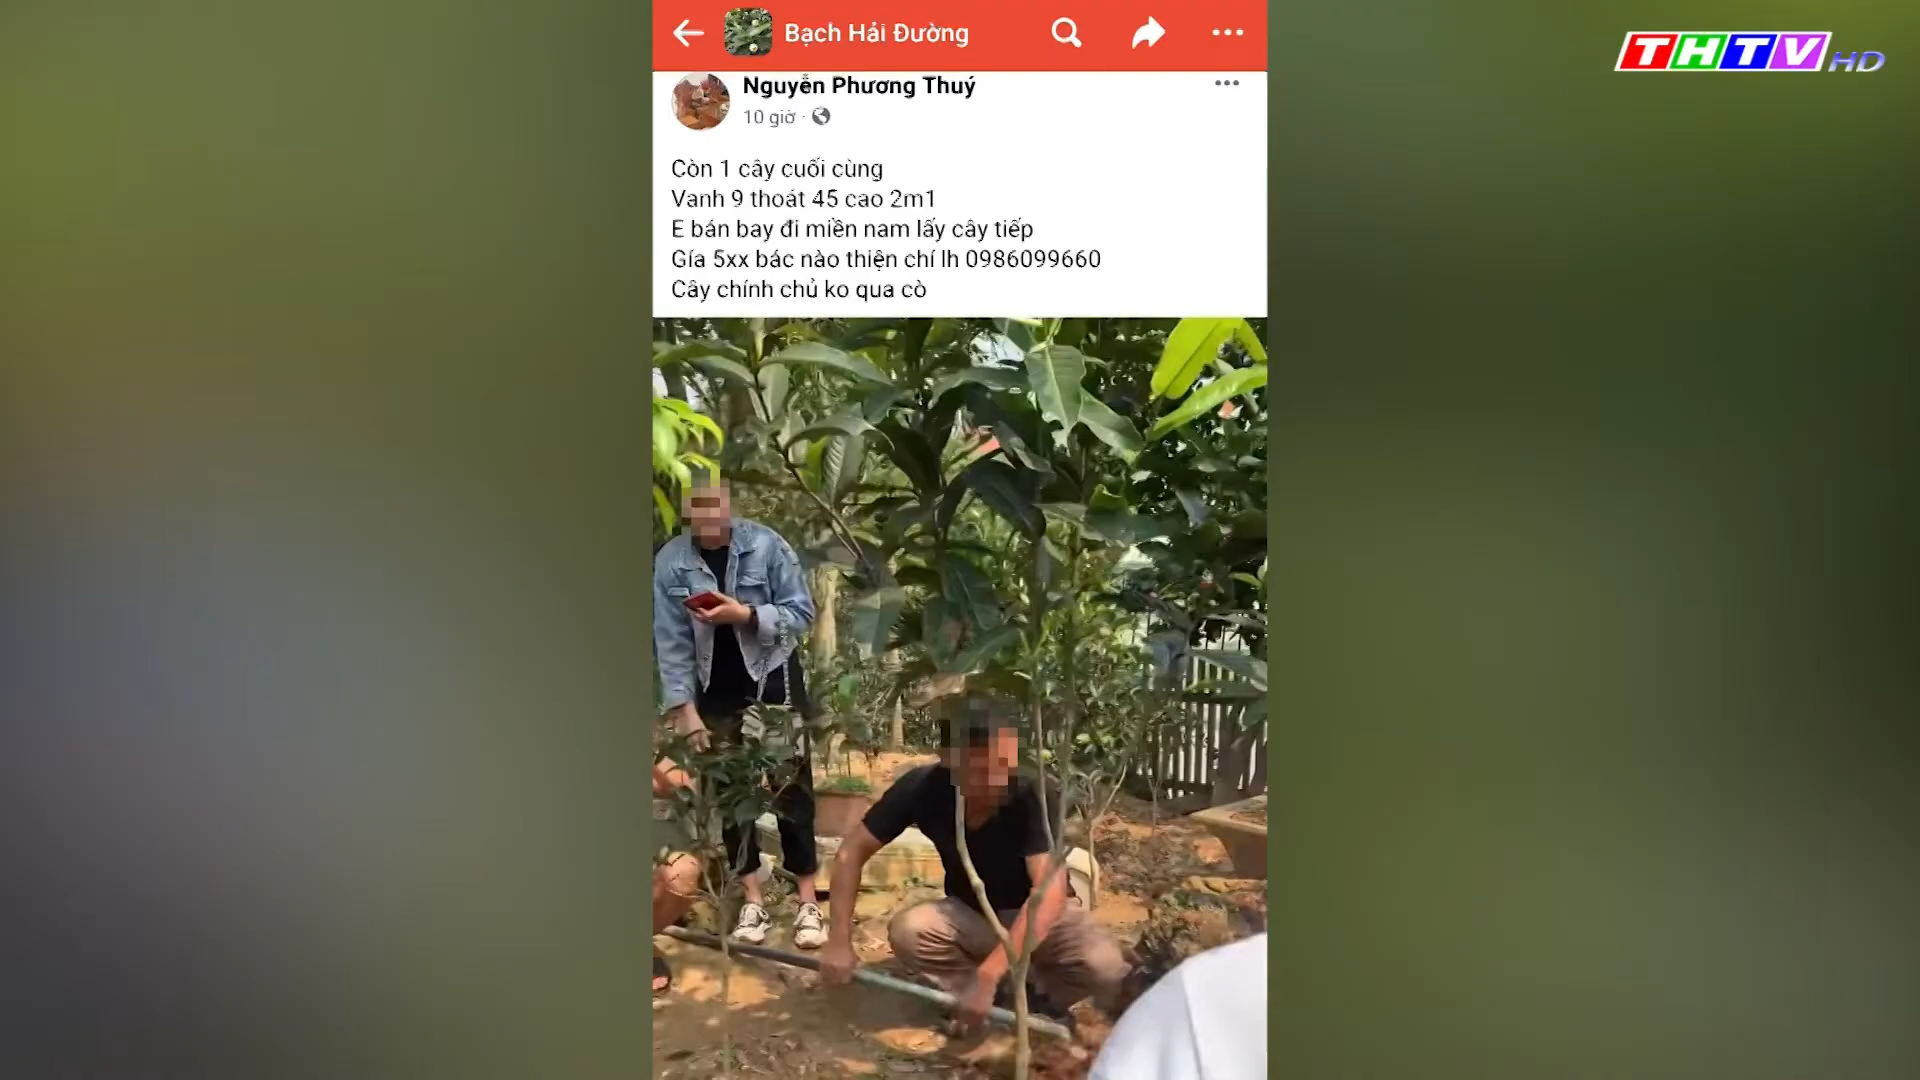 Bạch Hải Đường
THTV HD
Nguyễn Phương Thuý
10 giờ ·
Còn 1 cây cuối cùng
Vanh 9 thoát 45 cao 2m1
E bán bay đi miền nam lấy cây tiếp
Gía 5xx bác nào thiện chí lh 0986099660
Cây chính chủ ko qua cò